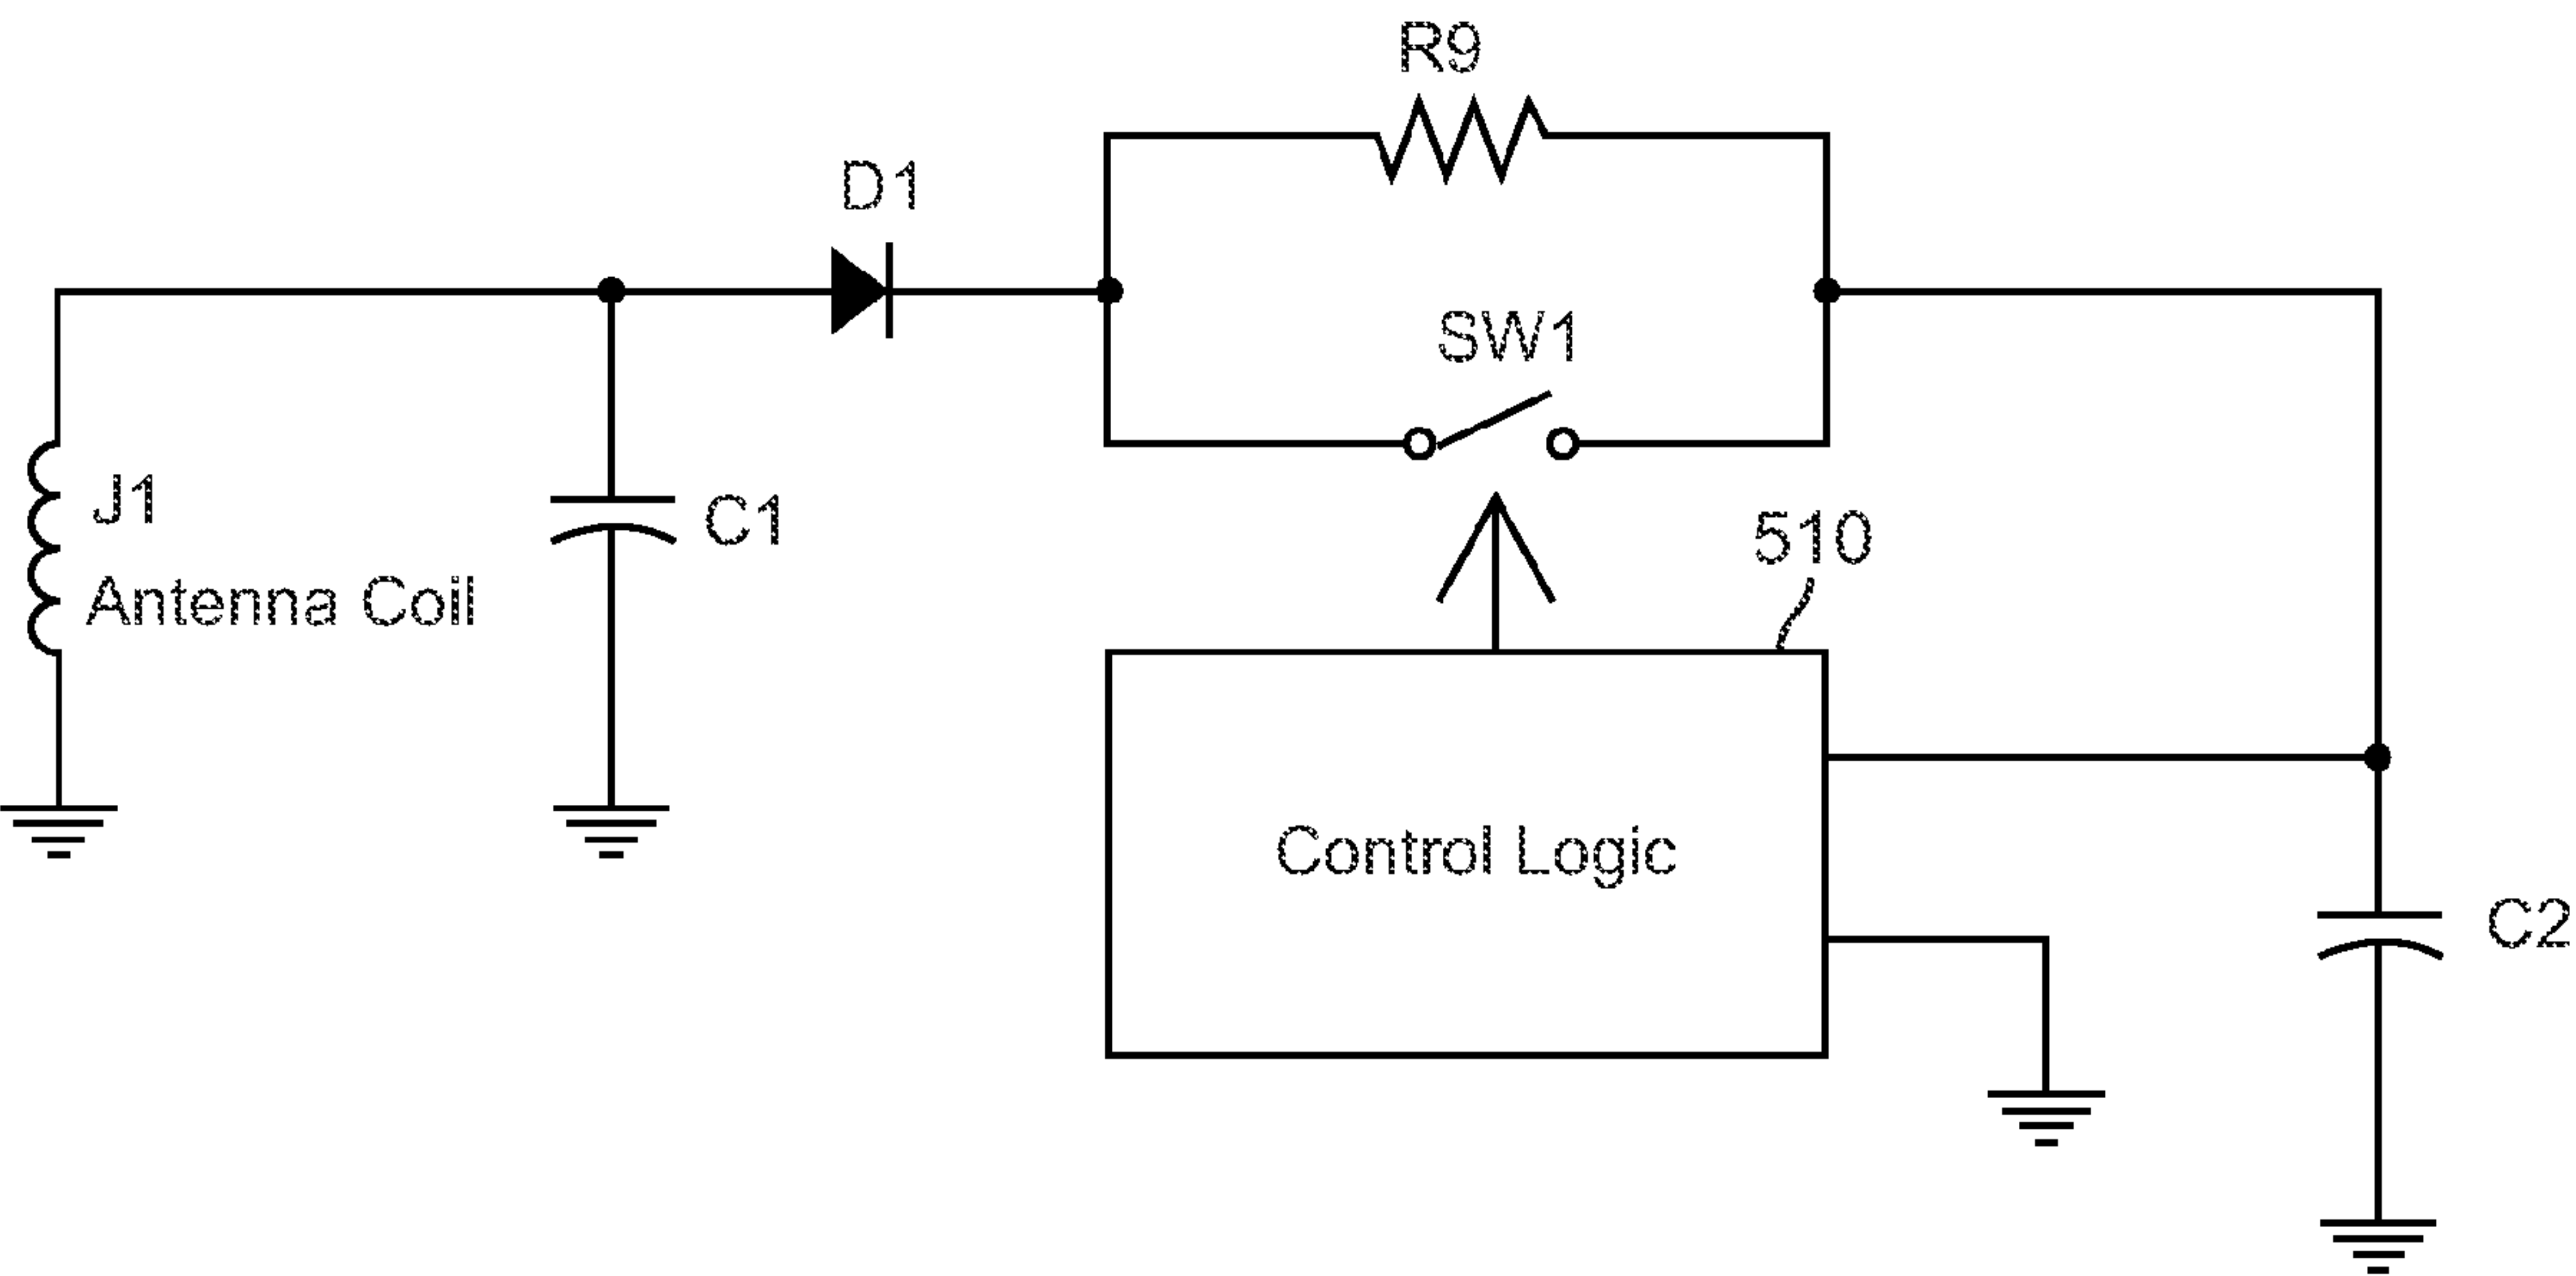 R9
D1
SW1
J1
Antenna Coil
C1
510
Control Logic
C2